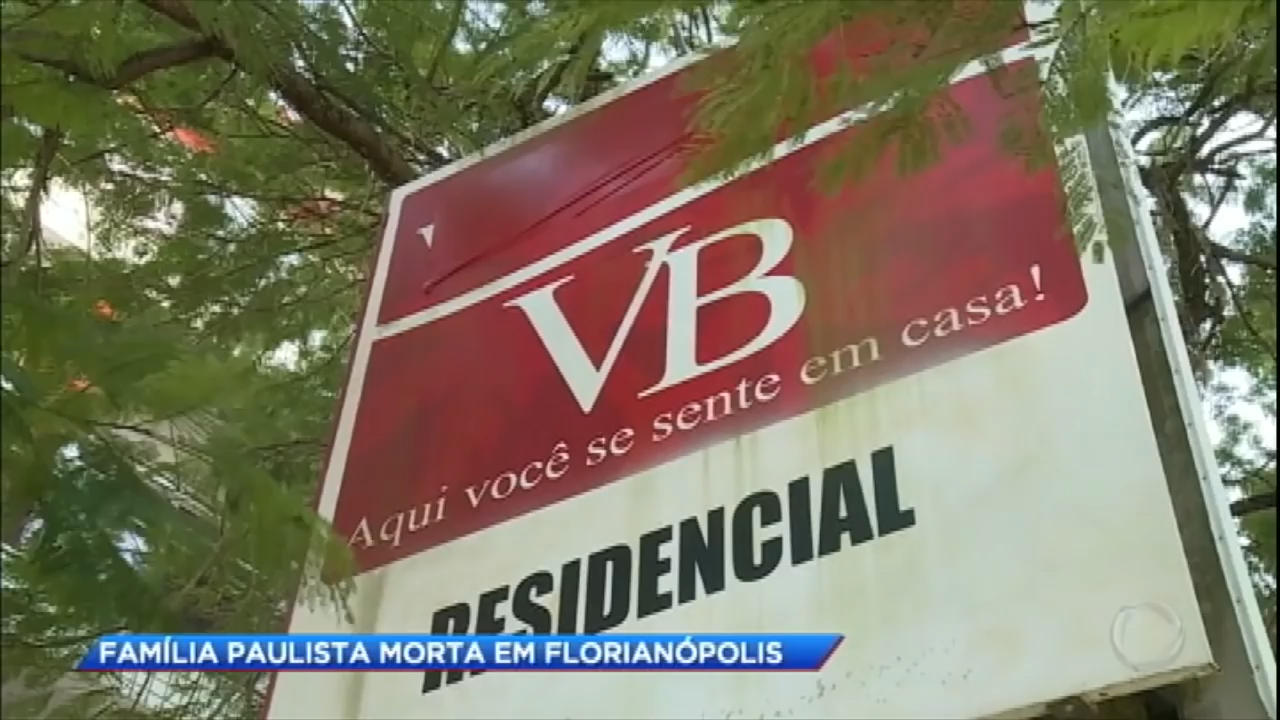 VB
Aqui você se sente em casa!
RESIDENCIAL
FAMÍLIA PAULISTA MORTA EM FLORIANÓPOLIS